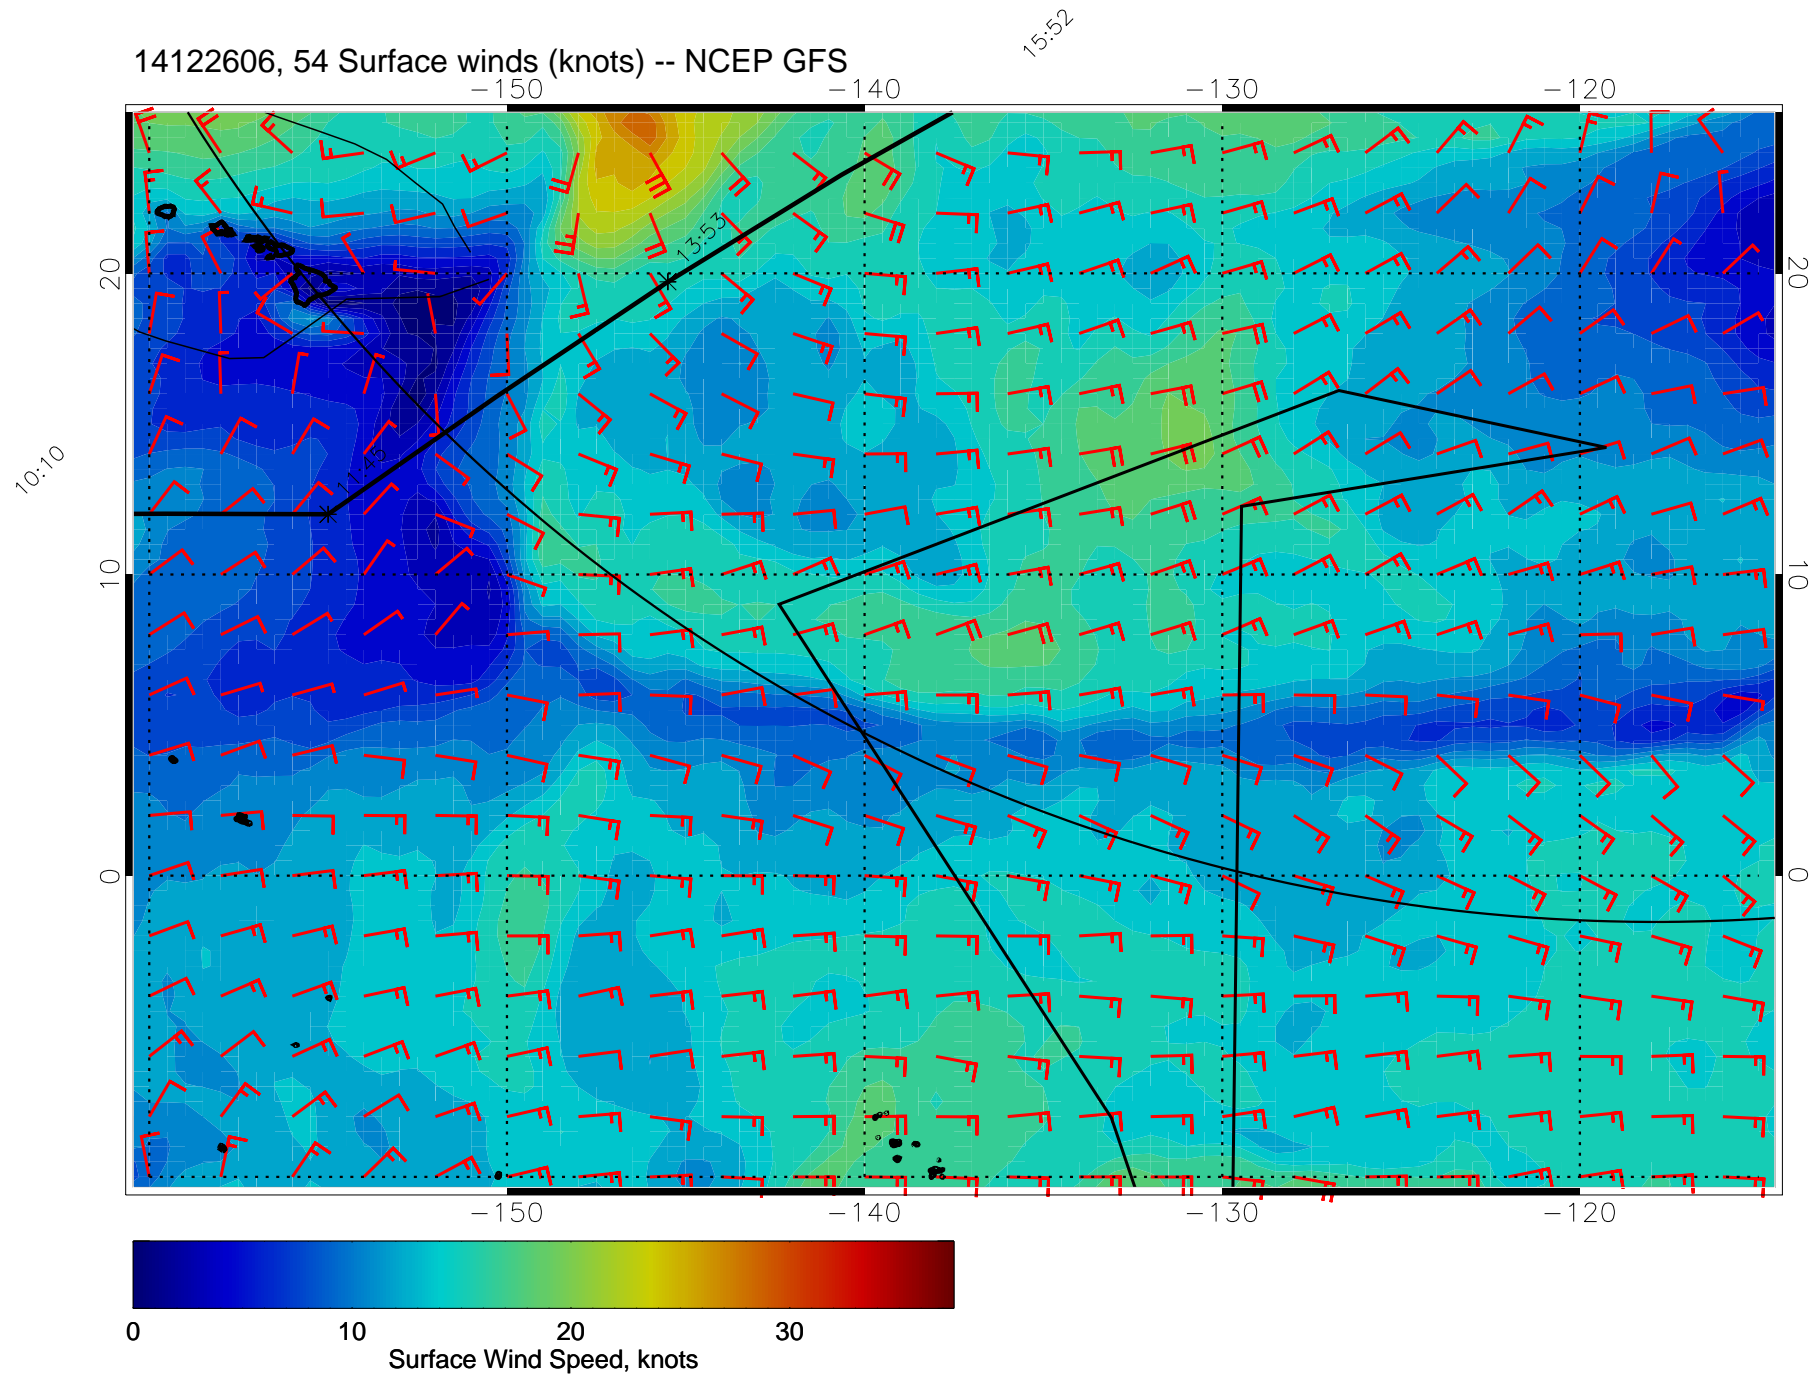 15:52
14122606, 54 Surface winds (knots) -- NCEP GFS
-150 -140 -130 -120
13:53
20 20
11:45
10:10
10 10
0 0
-150 -140 -130 -120
0 10 20 30
Surface Wind Speed, knots